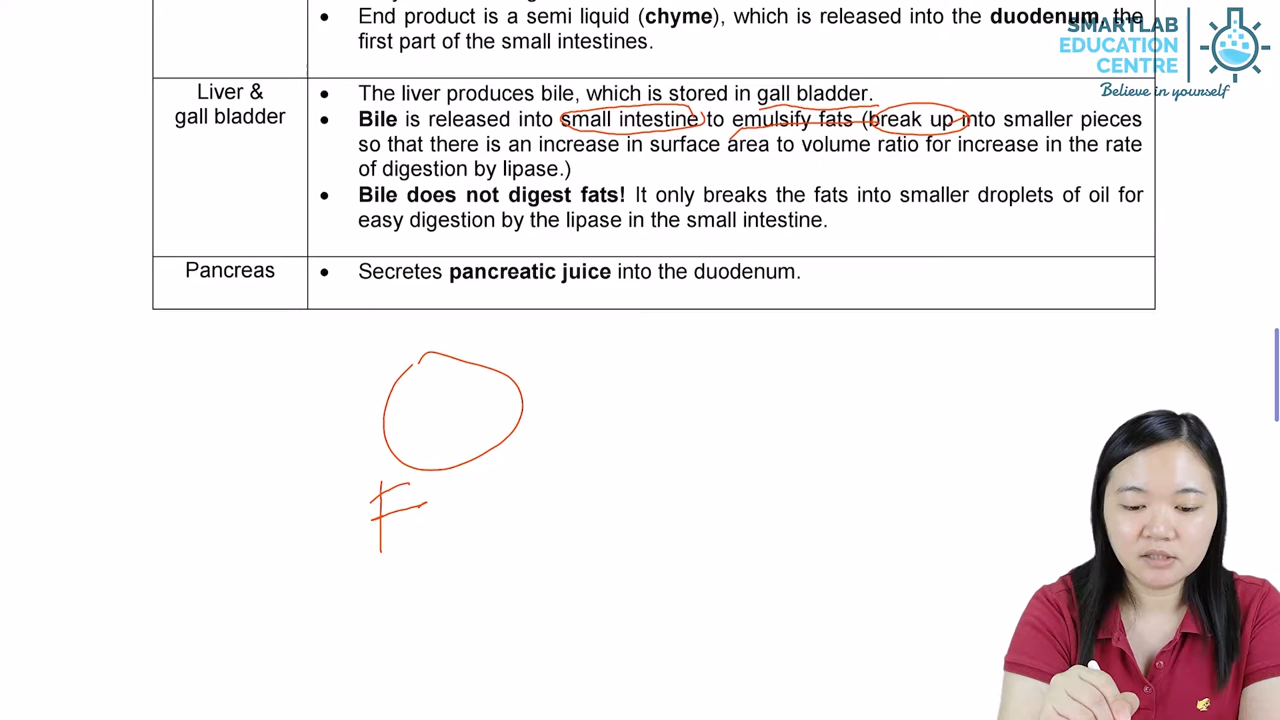 End product is a semi liquid (chyme), which is released into the duodenum, the
first part of the small intestines.
SMARTLAB
EDUCATION
CENTRE
Believe in yourself
Liver &
gall bladder
• The liver produces bile, which is stored in gall bladder.
• Bile is released into small intestine to emulsify fats (break up into smaller pieces
so that there is an increase in surface area to volume ratio for increase in the rate
of digestion by lipase.)
• Bile does not digest fats! It only breaks the fats into smaller droplets of oil for
easy digestion by the lipase in the small intestine.
Pancreas
• Secretes pancreatic juice into the duodenum.
F